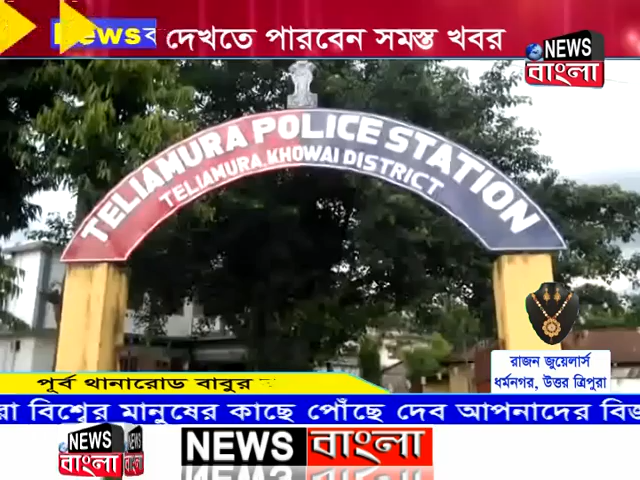 News ব দেখতে পারবেন সমস্ত খবর
NEWS
বাংলা
TELIAMURA POLICE STATION
TELIAMURA, KHOWAI DISTRICT
রাজন জুয়েলার্স
ধর্মনগর, উত্তর ত্রিপুরা
পূর্ব থানারোড বাবুর
রা বিশ্বের মানুষের কাছে পৌঁছে দেব আপনাদের বিজ
NEWS
বাংলা
NEWS বাংলা